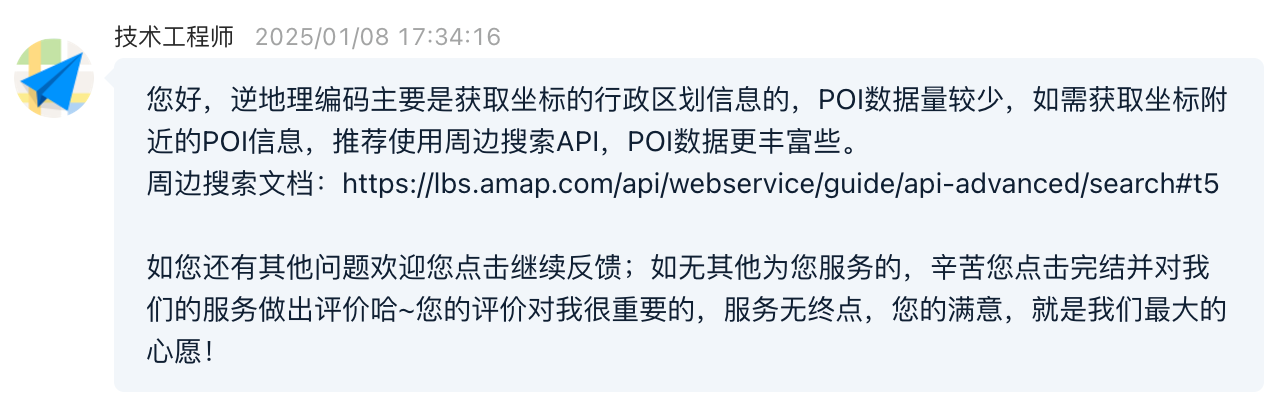 技术工程师 2025/01/08 17:34:16
您好，逆地理编码主要是获取坐标的行政区划信息的，POI数据量较少，如需获取坐标附
近的POI信息，推荐使用周边搜索API，POI数据更丰富些。
周边搜索文档：https://lbs.amap.com/api/webservice/guide/api-advanced/search#t5
如您还有其他问题欢迎您点击继续反馈；如无其他为您服务的，辛苦您点击完结并对我
们的服务做出评价哈~您的评价对我很重要的，服务无终点，您的满意，就是我们最大的
心愿！